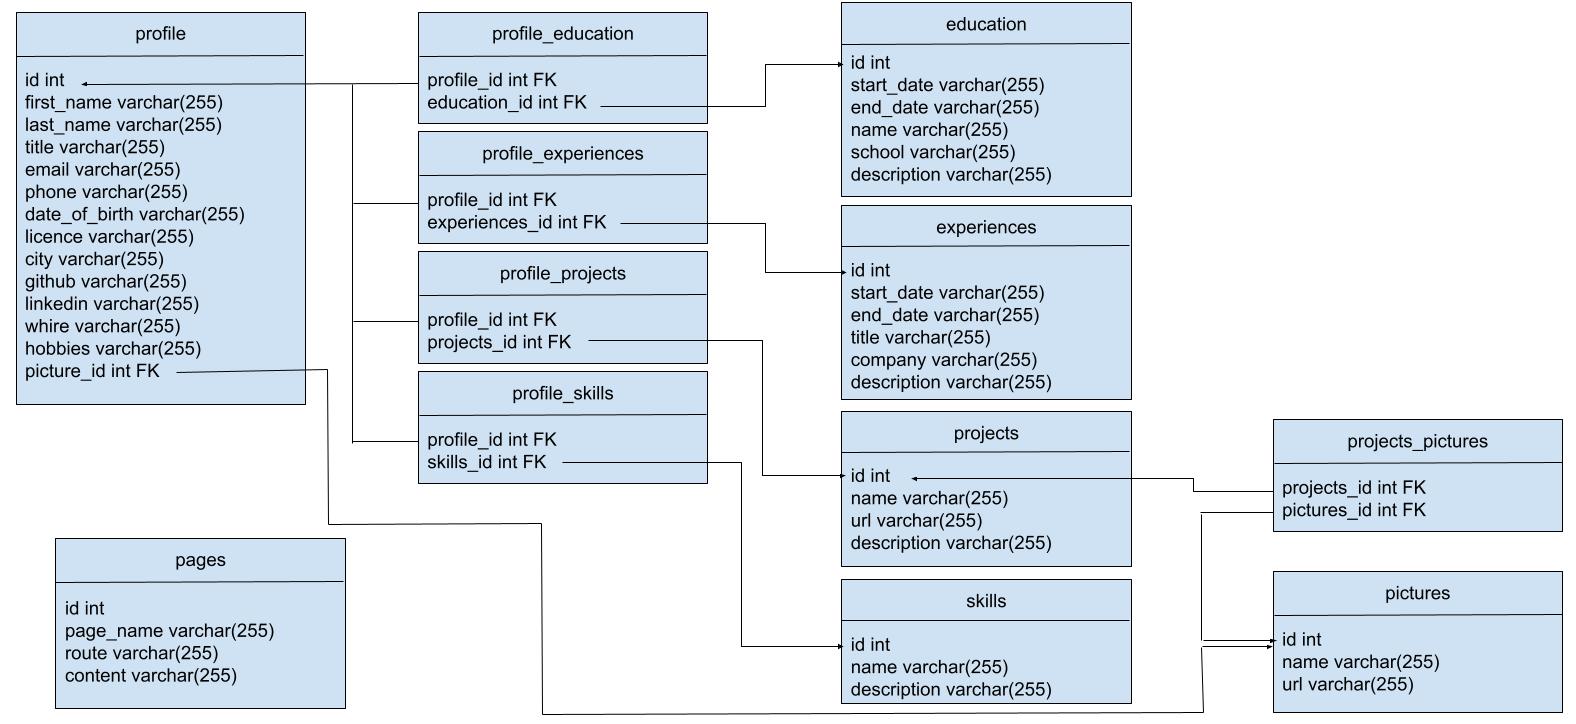 profile
id int
first_name varchar(255)
last_name varchar(255)
title varchar(255)
email varchar(255)
phone varchar(255)
date_of_birth varchar(255)
licence varchar(255)
city varchar(255)
github varchar(255)
linkedin varchar(255)
whire varchar(255)
hobbies varchar(255)
picture_id int FK
pages
id int
page_name varchar(255)
route varchar(255)
content varchar(255)
profile_education
profile_id int FK
education_id int FK
profile_experiences
profile_id int FK
experiences_id int FK
profile_projects
profile_id int FK
projects_id int FK
profile_skills
profile_id int FK
skills_id int FK
education
id int
start_date varchar(255)
end_date varchar(255)
name varchar(255)
school varchar(255)
description varchar(255)
experiences
id int
start_date varchar(255)
end_date varchar(255)
title varchar(255)
company varchar(255)
description varchar(255)
projects
id int
name varchar(255)
url varchar(255)
description varchar(255)
skills
id int
name varchar(255)
description varchar(255)
projects_pictures
projects_id int FK
pictures_id int FK
pictures
id int
name varchar(255)
url varchar(255)